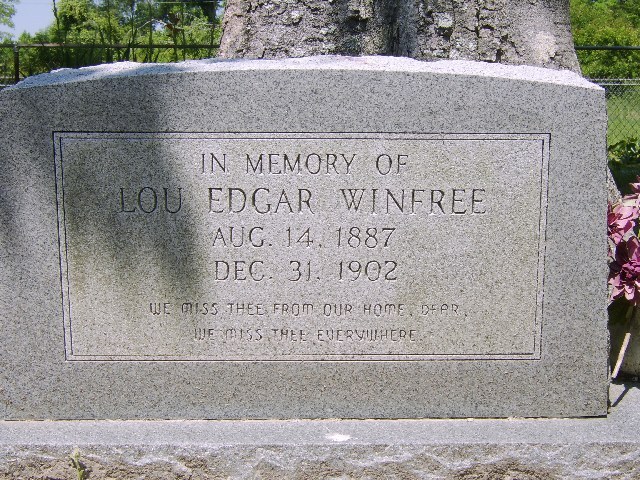 IN MEMORY OF
LOU EDGAR WINFREE
AUG. 14, 1887
DEC. 31, 1902
WE MISS THEE FROM OUR HOME, DEAR,
WE MISS THEE EVERYWHERE.